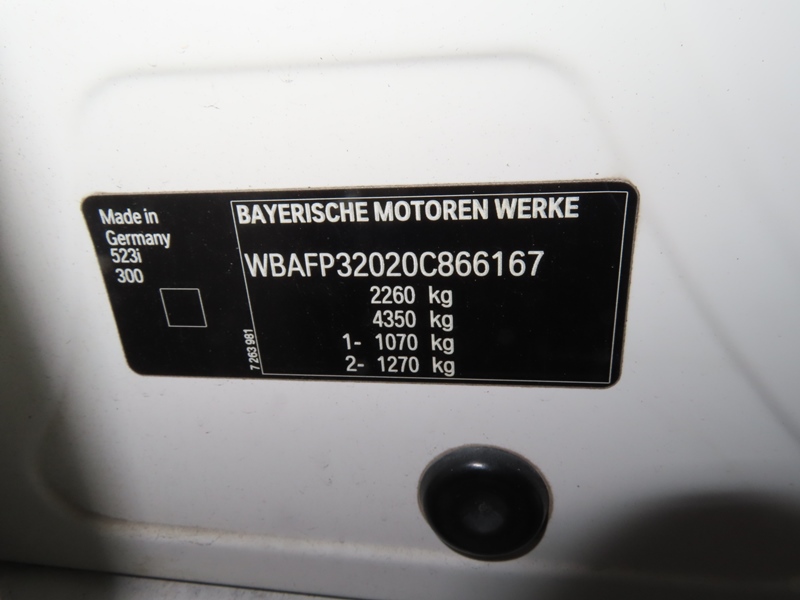 Made in
Germany
523i
300
7 263 981
BAYERISCHE MOTOREN WERKE
WBAFP32020C866167
2260 kg
4350 kg
1- 1070 kg
2- 1270 kg